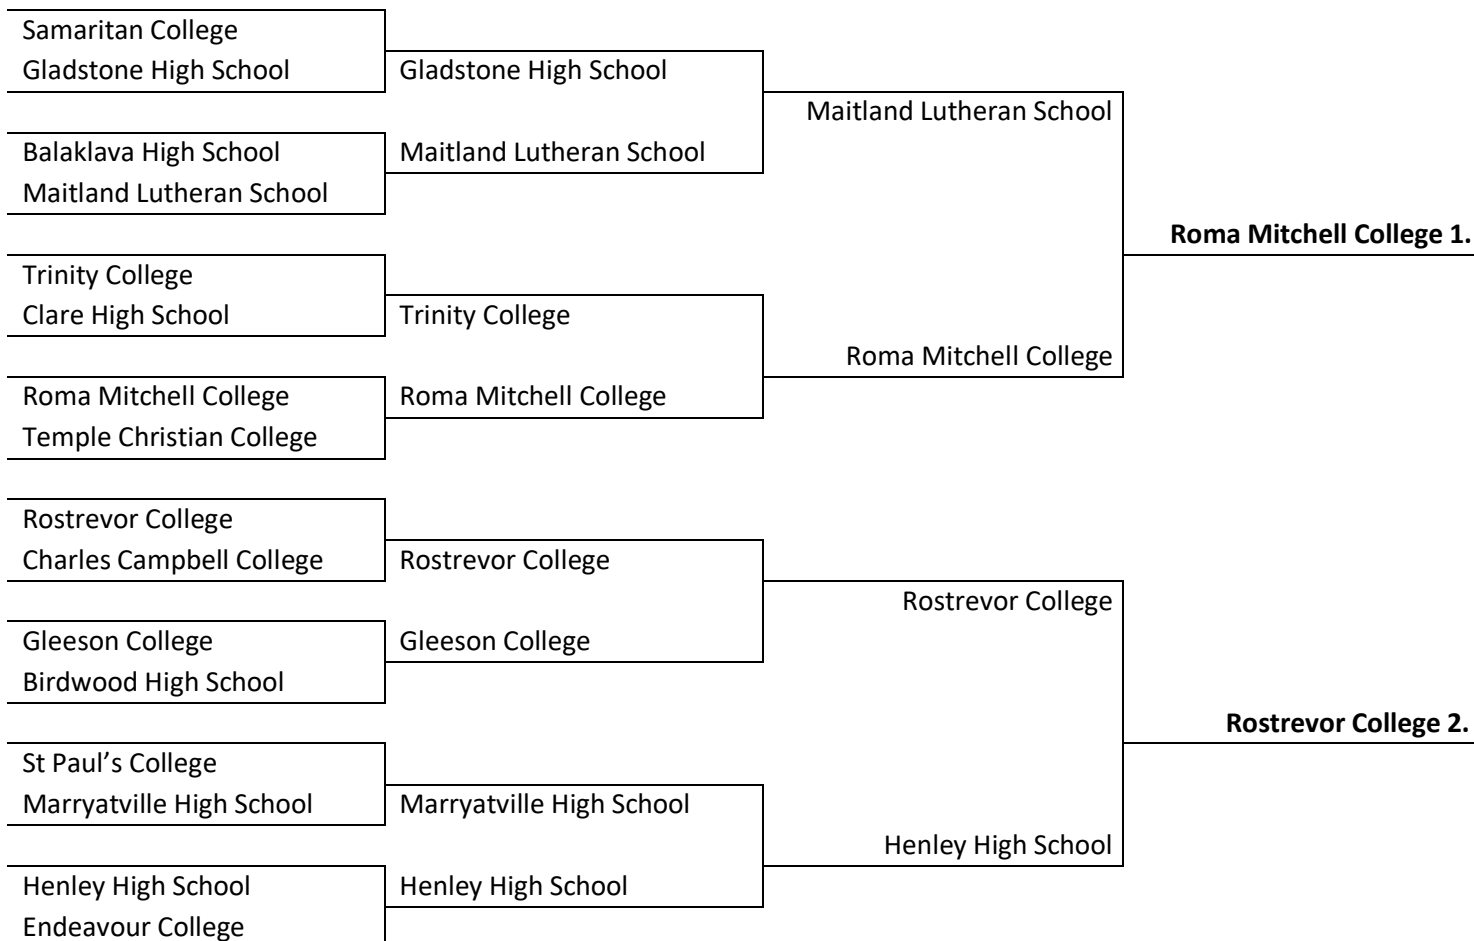 Samaritan College
Gladstone High School
Gladstone High School
Maitland Lutheran School
Balaklava High School
Maitland Lutheran School
Maitland Lutheran School
Roma Mitchell College 1.
Trinity College
Clare High School
Trinity College
Roma Mitchell College
Roma Mitchell College
Roma Mitchell College
Temple Christian College
Rostrevor College
Charles Campbell College
Rostrevor College
Rostrevor College
Gleeson College
Gleeson College
Birdwood High School
Rostrevor College 2.
St Paul’s College
Marryatville High School
Marryatville High School
Henley High School
Henley High School
Henley High School
Endeavour College